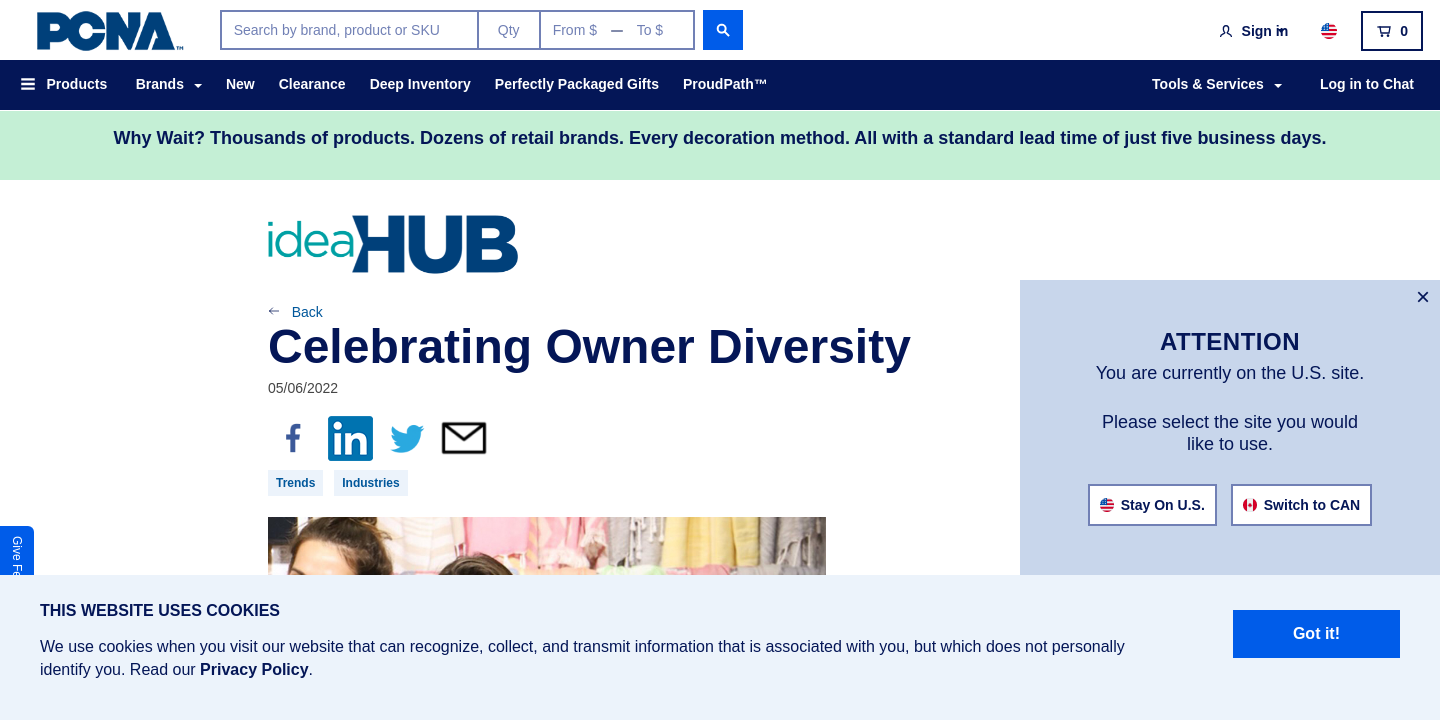 PCNA™
Search by brand, product or SKU
Qty
From $ — To $
Sign in
0
Products
Brands
New
Clearance
Deep Inventory
Perfectly Packaged Gifts
ProudPath™
Tools & Services
Log in to Chat
Why Wait? Thousands of products. Dozens of retail brands. Every decoration method. All with a standard lead time of just five business days.
ideaHUB
Back
Celebrating Owner Diversity
05/06/2022
Trends
Industries
ATTENTION
You are currently on the U.S. site.
Please select the site you would
like to use.
Stay On U.S.
Switch to CAN
Give
THIS WEBSITE USES COOKIES
We use cookies when you visit our website that can recognize, collect, and transmit information that is associated with you, but which does not personally
identify you. Read our Privacy Policy.
Got it!